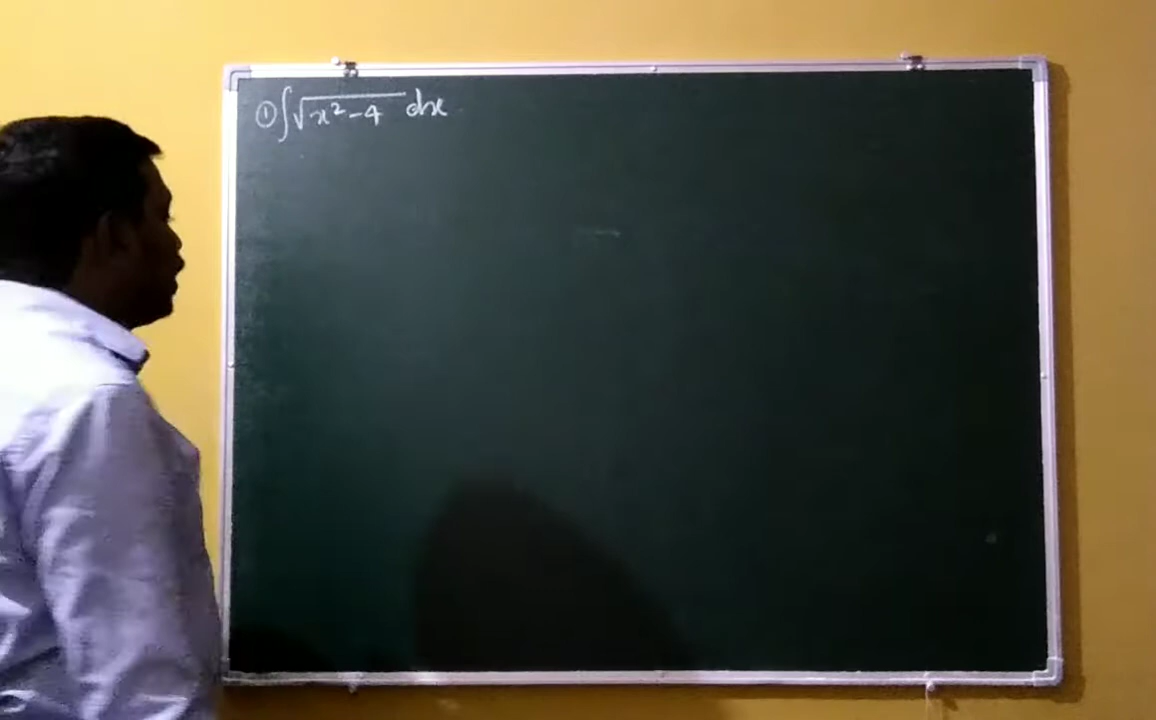 ① ∫√(x²-4) dx